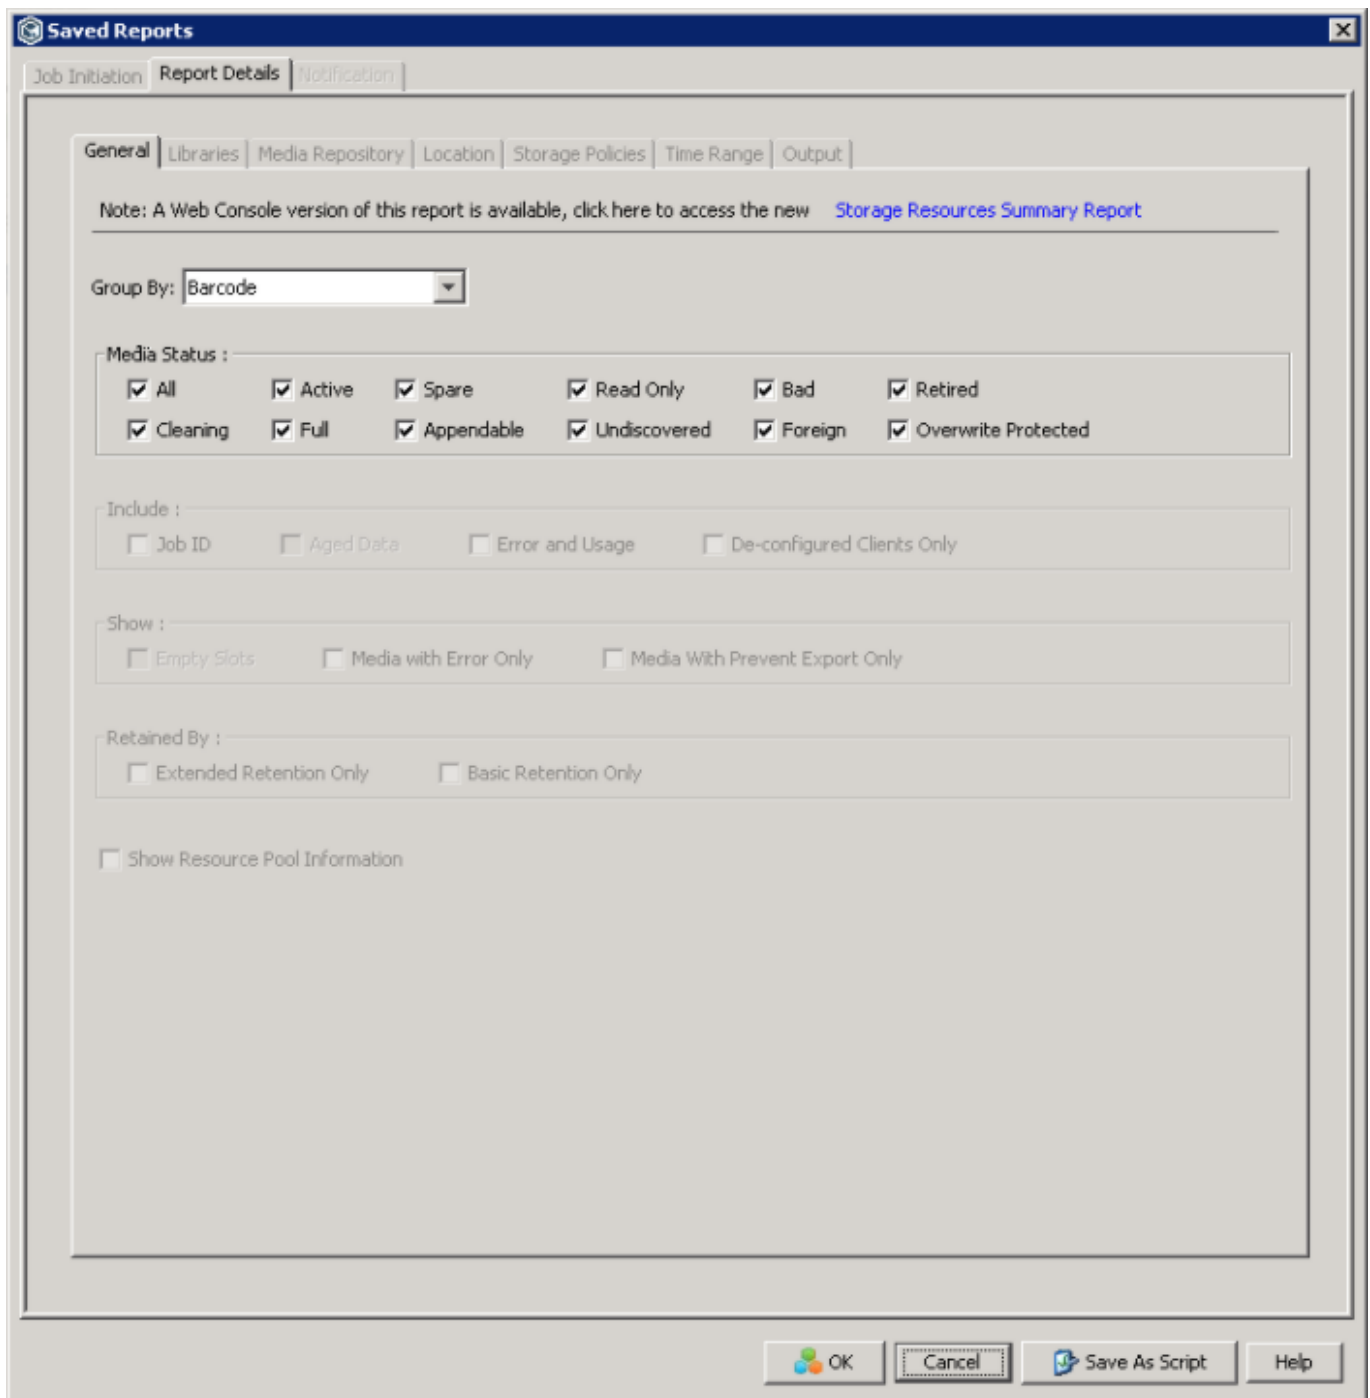 Saved Reports
Job Initiation Report Details Notification
General Libraries Media Repository Location Storage Policies Time Range Output
Note: A Web Console version of this report is available, click here to access the new Storage Resources Summary Report
Group By: Barcode
Media Status :
All Active Spare Read Only Bad Retired
Cleaning Full Appendable Undiscovered Foreign Overwrite Protected
Include :
Job ID Aged Data Error and Usage De-configured Clients Only
Show :
Empty Slots Media with Error Only Media With Prevent Export Only
Retained By :
Extended Retention Only Basic Retention Only
Show Resource Pool Information
OK Cancel Save As Script Help